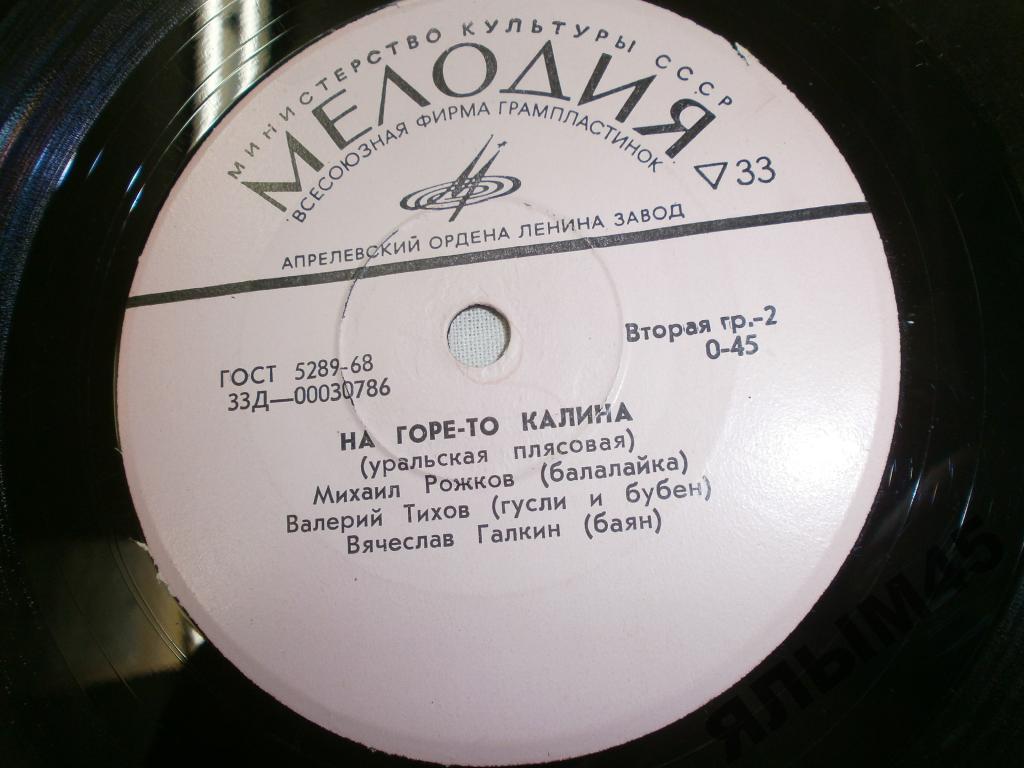 МИНИСТЕРСТВО КУЛЬТУРЫ СССР
МЕЛОДИЯ
ВСЕСОЮЗНАЯ ФИРМА ГРАМПЛАСТИНОК
33
АПРЕЛЕВСКИЙ ОРДЕНА ЛЕНИНА ЗАВОД
Вторая гр.-2
0-45
ГОСТ 5289-68
33Д—00030786
НА ГОРЕ-ТО КАЛИНА
(уральская плясовая)
Михаил Рожков (балалайка)
Валерий Тихов (гусли и бубен)
Вячеслав Галкин (баян)
ЯЛЫМ45